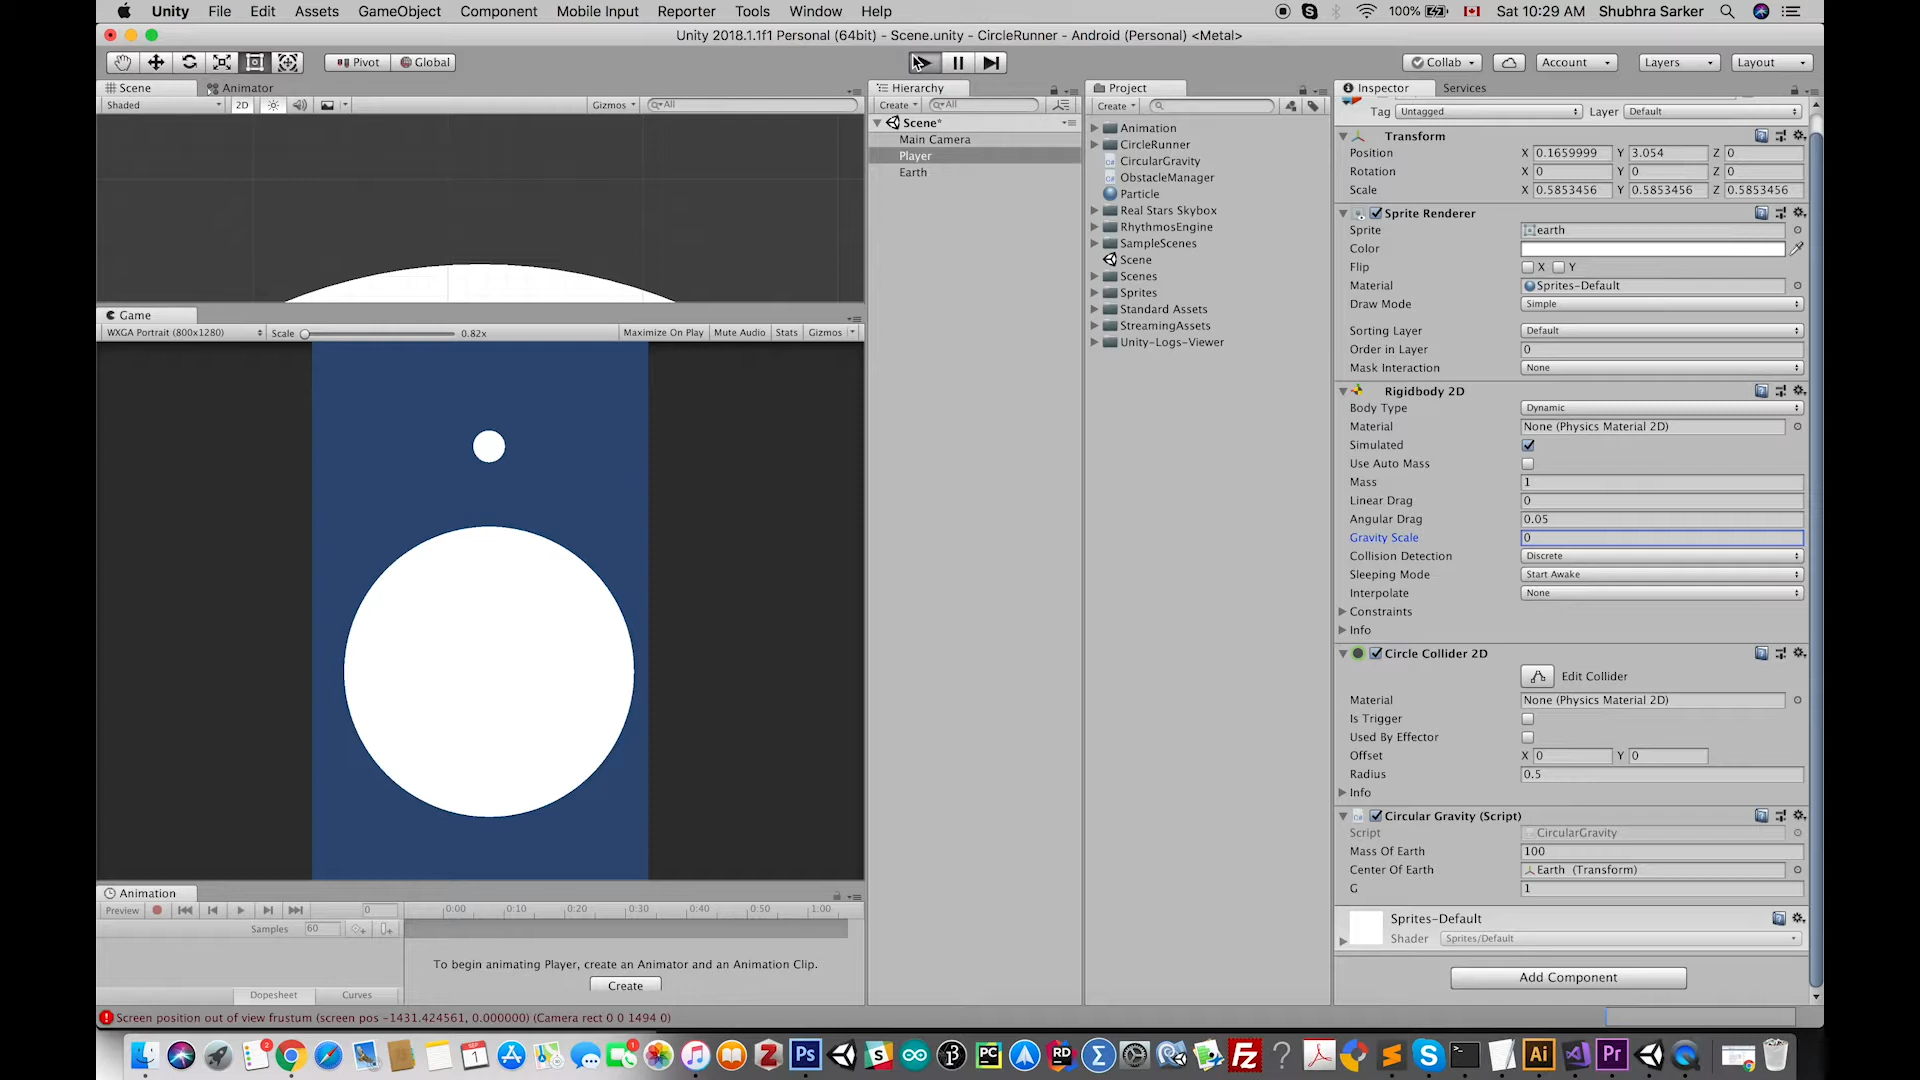 Unity File Edit Assets GameObject Component Mobile Input Reporter Tools Window Help 100% Sat 10:29 AM Shubhra Sarker
Unity 2018.1.1f1 Personal (64bit) - Scene.unity - CircleRunner - Android (Personal) <Metal>
Pivot Global Collab Account Layers Layout
Scene Animator
Shaded 2D Gizmos All
Hierarchy
Create All
Scene*
Main Camera
Player
Earth
Project
Create
Animation
CircleRunner
CircularGravity
ObstacleManager
Particle
Real Stars Skybox
RhythmosEngine
SampleScenes
Scene
Scenes
Sprites
Standard Assets
StreamingAssets
Unity-Logs-Viewer
Inspector Services
Tag Untagged Layer Default
Transform
Position X 0.1659999 Y 3.054 Z 0
Rotation X 0 Y 0 Z 0
Scale X 0.5853456 Y 0.5853456 Z 0.5853456
Sprite Renderer
Sprite earth
Color
Flip X Y
Material Sprites-Default
Draw Mode Simple
Sorting Layer Default
Order in Layer 0
Mask Interaction None
Rigidbody 2D
Body Type Dynamic
Material None (Physics Material 2D)
Simulated
Use Auto Mass
Mass 1
Linear Drag 0
Angular Drag 0.05
Gravity Scale 0
Collision Detection Discrete
Sleeping Mode Start Awake
Interpolate None
Constraints
Info
Circle Collider 2D
Edit Collider
Material None (Physics Material 2D)
Is Trigger
Used By Effector
Offset X 0 Y 0
Radius 0.5
Info
Circular Gravity (Script)
Script CircularGravity
Mass Of Earth 100
Center Of Earth Earth (Transform)
G 1
Sprites-Default
Shader Sprites/Default
Add Component
Game
WXGA Portrait (800x1280) Scale 0.82x Maximize On Play Mute Audio Stats Gizmos
Animation
Preview 0 0:00 0:10 0:20 0:30 0:40 0:50 1:00
Samples 60
To begin animating Player, create an Animator and an Animation Clip.
Create
Dopesheet Curves
Screen position out of view frustum (screen pos -1431.424561, 0.000000) (Camera rect 0 0 1494 0)